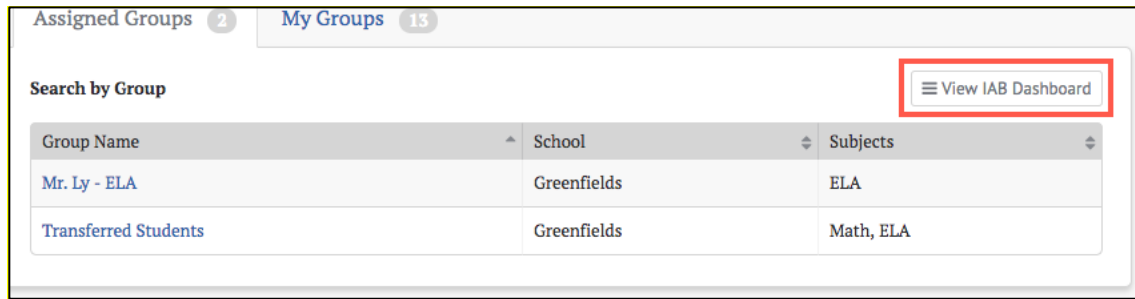 Assigned Groups 2 My Groups 13
Search by Group View IAB Dashboard
Group Name School Subjects
Mr. Ly - ELA Greenfields ELA
Transferred Students Greenfields Math, ELA